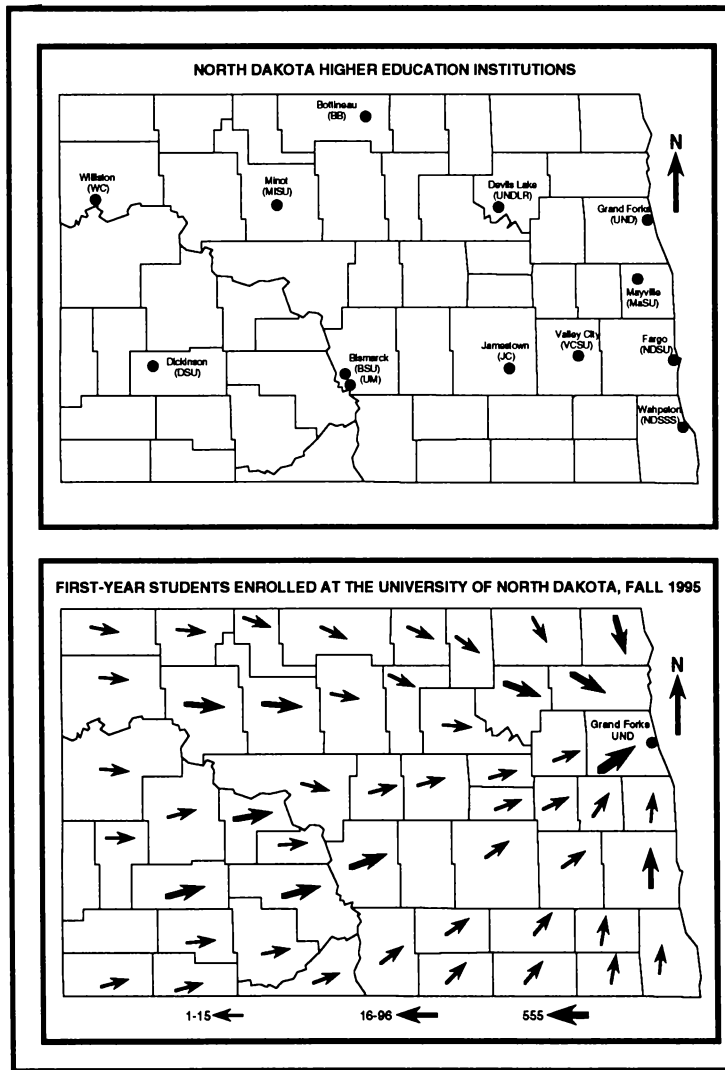 NORTH DAKOTA HIGHER EDUCATION INSTITUTIONS
Bottineau
(BB)
N
Williston
(WC)
Minot
(MISU)
Devils Lake
(UNDLR)
Grand Forks
(UND)
Mayville
(MaSU)
Dickinson
(DSU)
Bismarck
(BSU)
(UM)
Jamestown
(JC)
Valley City
(VCSU)
Fargo
(NDSU)
Wahpeton
(NDSSS)
FIRST-YEAR STUDENTS ENROLLED AT THE UNIVERSITY OF NORTH DAKOTA, FALL 1995
N
Grand Forks
UND
1-15
16-96
555